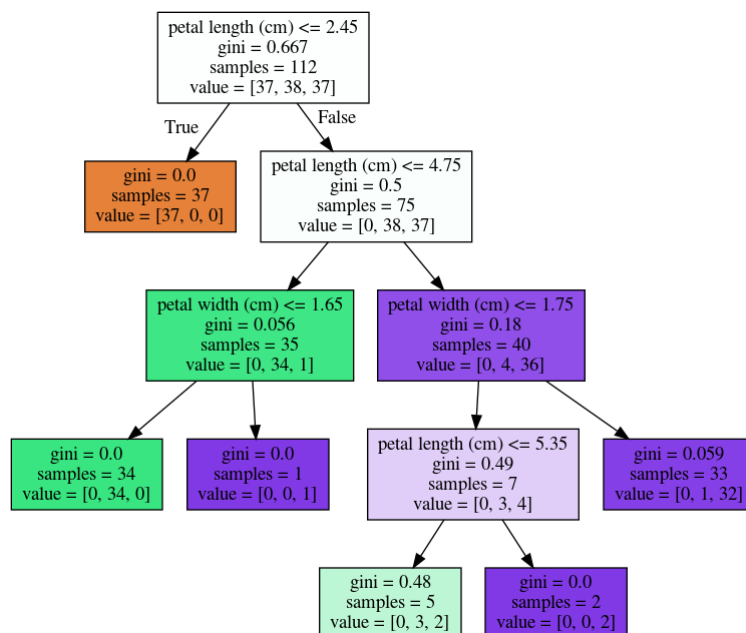 petal length (cm) <= 2.45
gini = 0.667
samples = 112
value = [37, 38, 37]
True
False
gini = 0.0
samples = 37
value = [37, 0, 0]
petal length (cm) <= 4.75
gini = 0.5
samples = 75
value = [0, 38, 37]
petal width (cm) <= 1.65
gini = 0.056
samples = 35
value = [0, 34, 1]
petal width (cm) <= 1.75
gini = 0.18
samples = 40
value = [0, 4, 36]
gini = 0.0
samples = 34
value = [0, 34, 0]
gini = 0.0
samples = 1
value = [0, 0, 1]
petal length (cm) <= 5.35
gini = 0.49
samples = 7
value = [0, 3, 4]
gini = 0.059
samples = 33
value = [0, 1, 32]
gini = 0.48
samples = 5
value = [0, 3, 2]
gini = 0.0
samples = 2
value = [0, 0, 2]